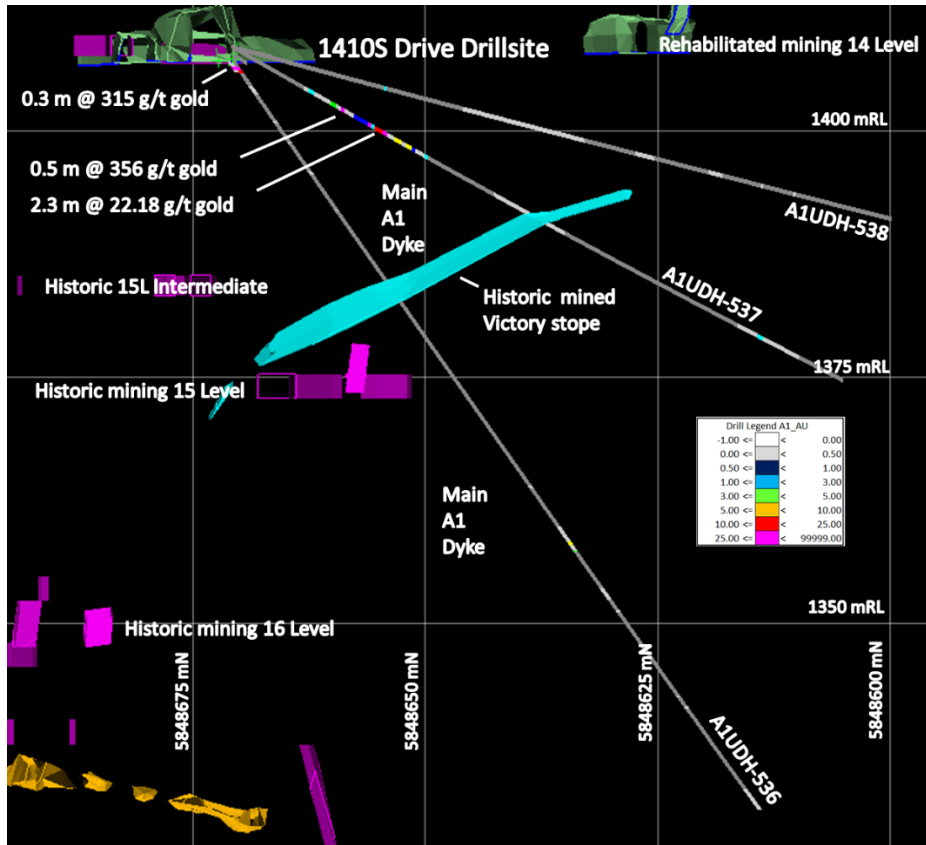 1410S Drive Drillsite
Rehabilitated mining 14 Level
0.3 m @ 315 g/t gold
1400 mRL
0.5 m @ 356 g/t gold
2.3 m @ 22.18 g/t gold
Main
A1
Dyke
A1UDH-538
A1UDH-537
Historic 15L Intermediate
Historic mined
Victory stope
1375 mRL
Historic mining 15 Level
Drill Legend A1_AU
-1.00 <= < 0.00
0.00 <= < 0.50
0.50 <= < 1.00
1.00 <= < 3.00
3.00 <= < 5.00
5.00 <= < 10.00
10.00 <= < 25.00
25.00 <= < 99999.00
Main
A1
Dyke
1350 mRL
Historic mining 16 Level
5848675 mN
5848650 mN
5848625 mN
5848600 mN
A1UDH-536